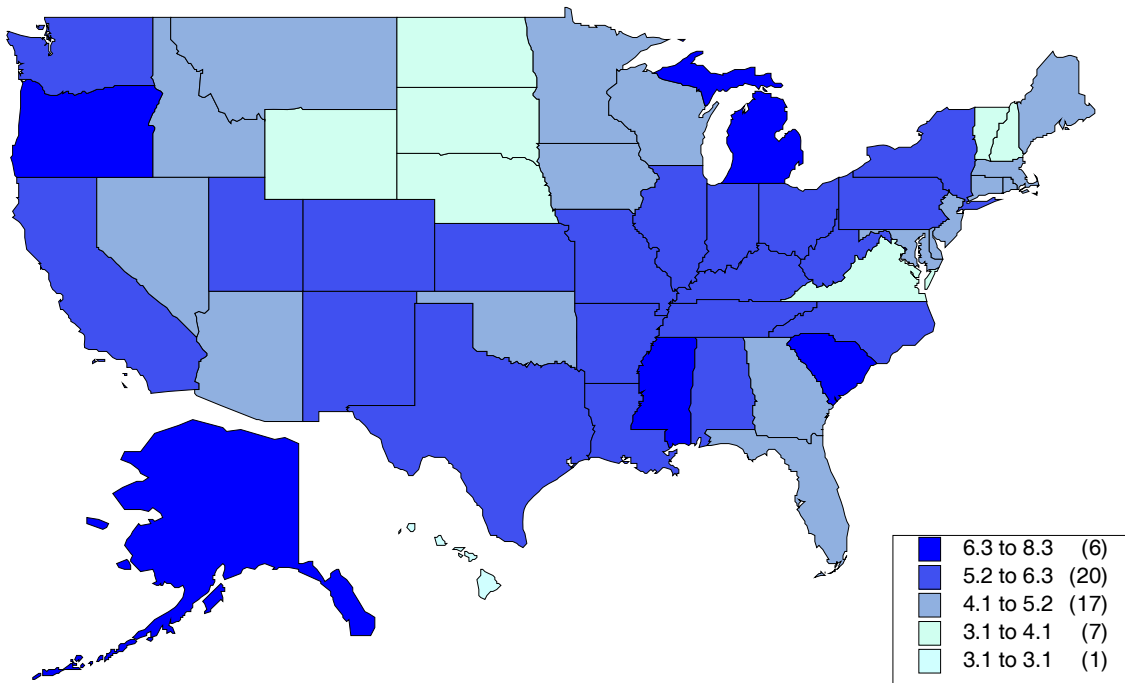 6.3 to 8.3 (6)
5.2 to 6.3 (20)
4.1 to 5.2 (17)
3.1 to 4.1 (7)
3.1 to 3.1 (1)